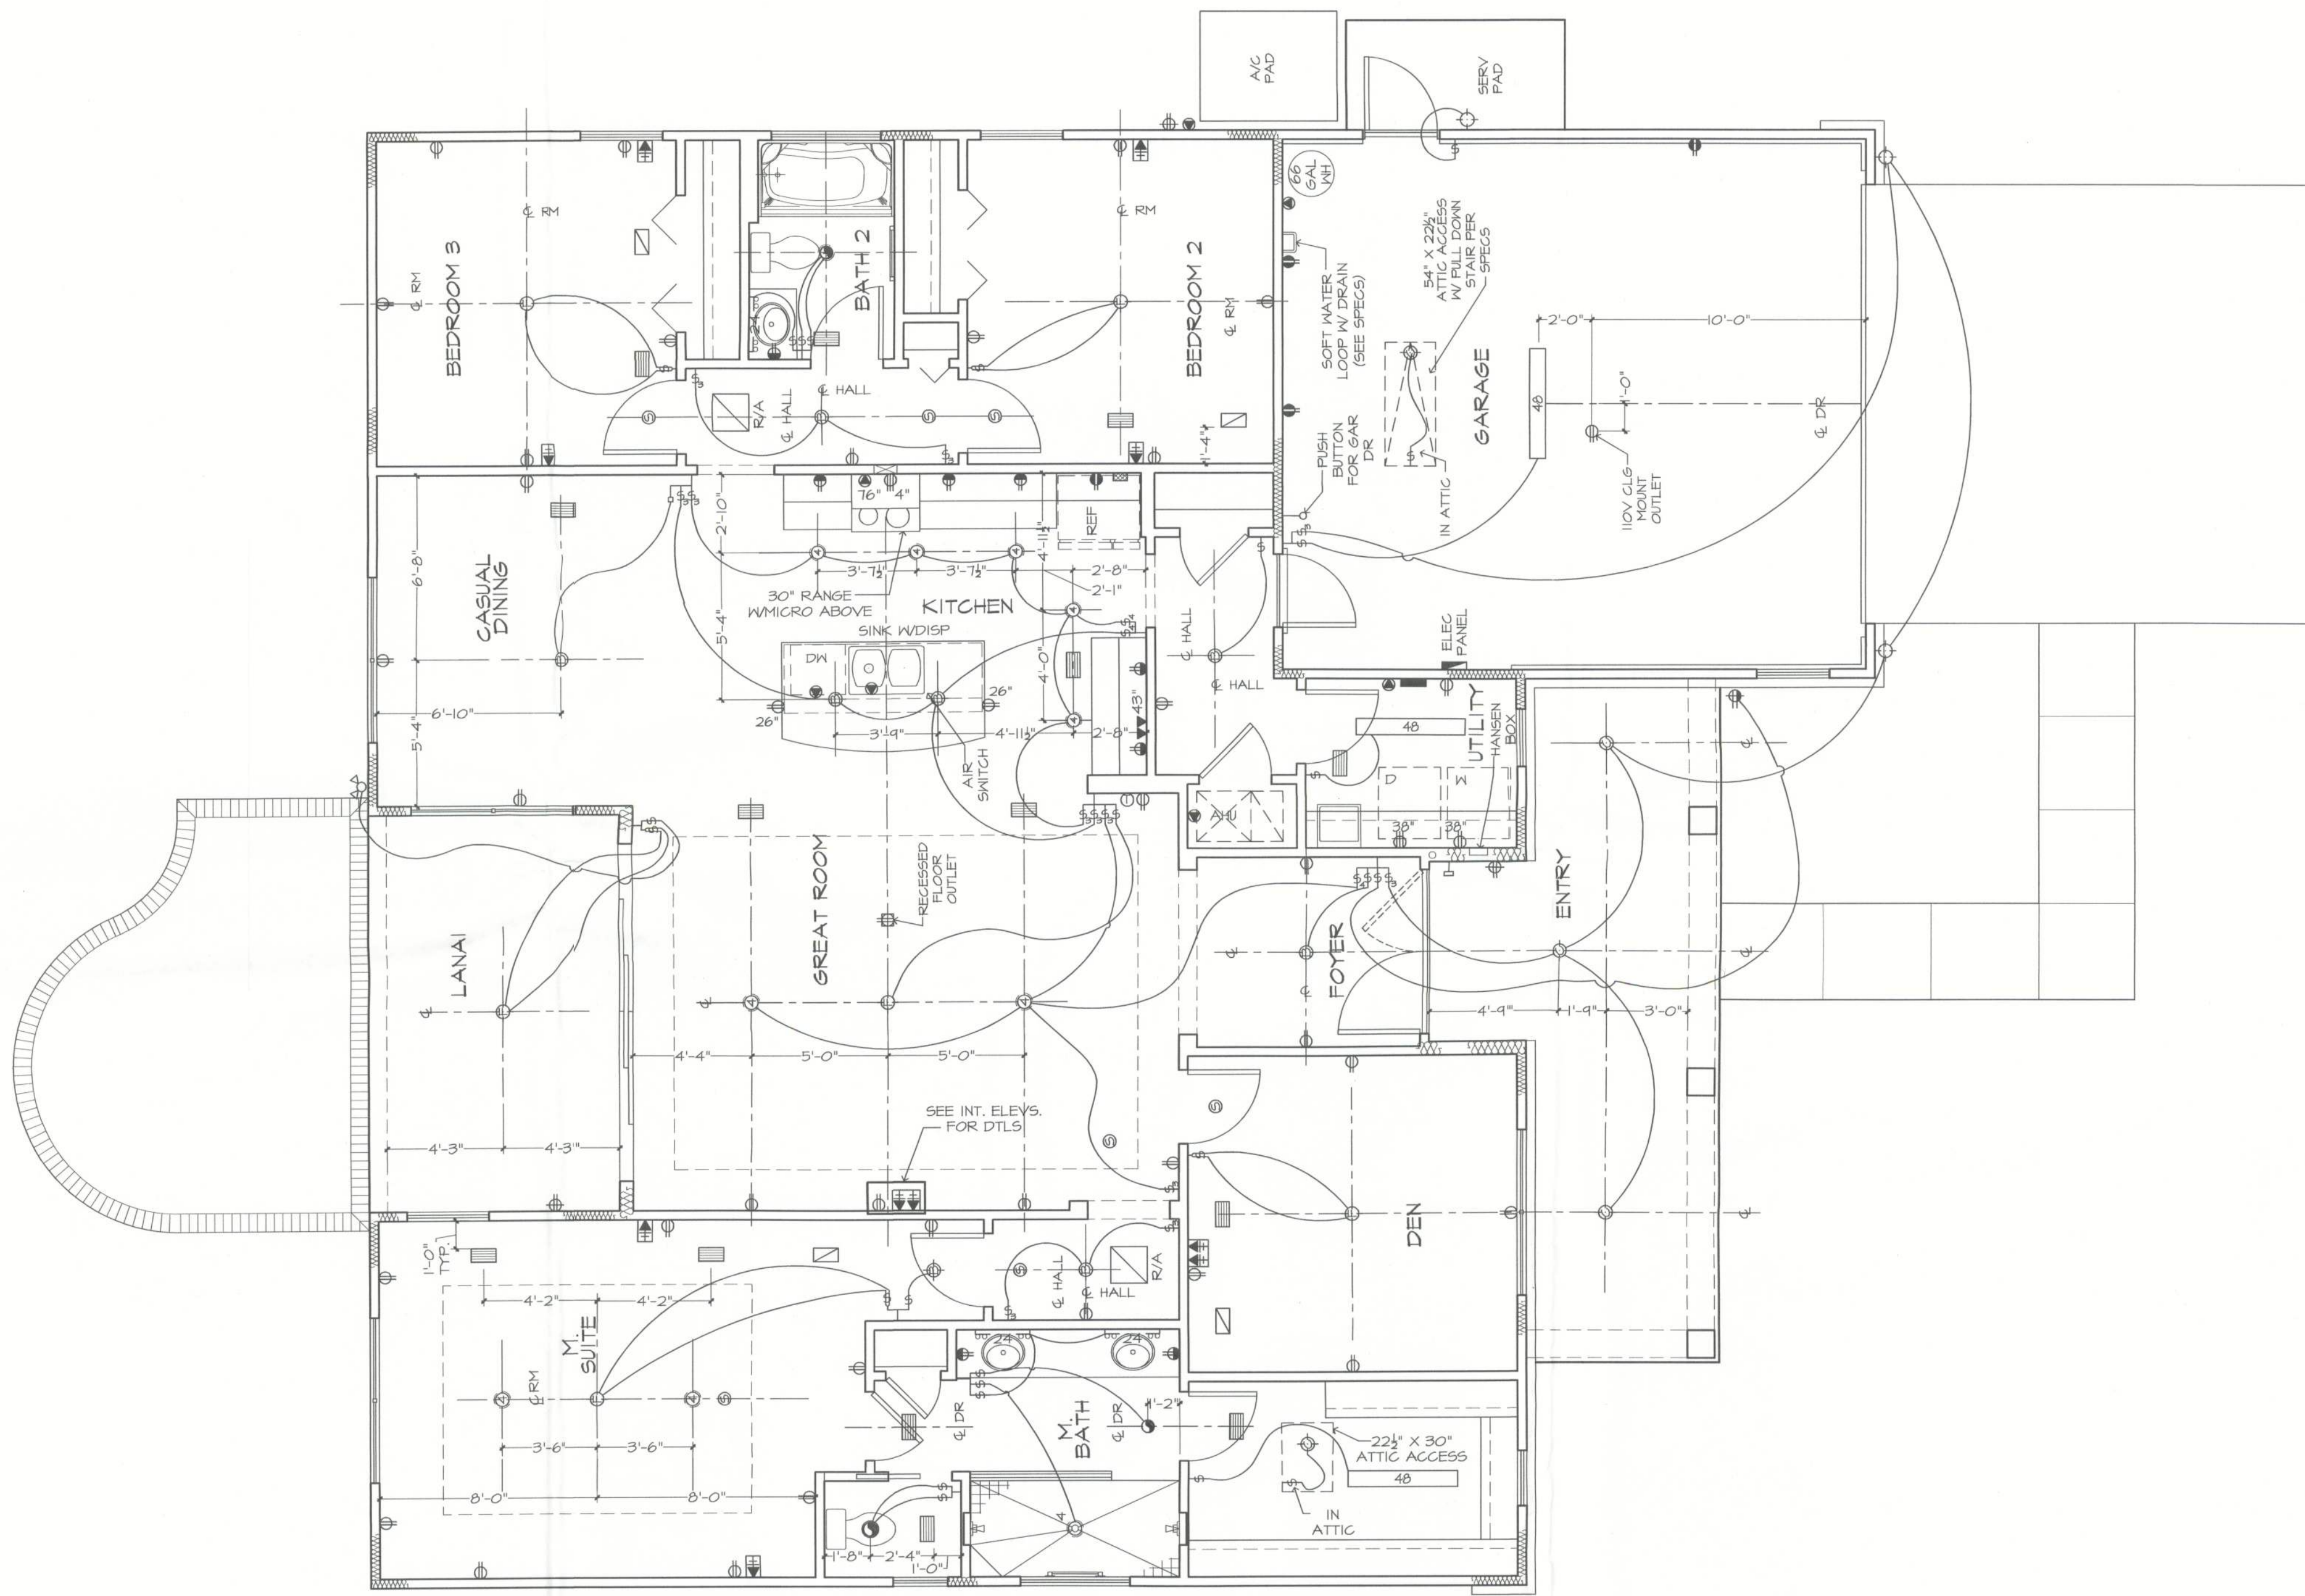 A/C
PAD
SERV
PAD
BEDROOM 3
℄ RM
℄ RM
BATH 2
24
SSS
BEDROOM 2
℄ RM
℄ RM
66
GAL
WH
S
54" X 22½"
ATTIC ACCESS
W/ PULL DOWN
STAIR PER
SPECS
SOFT WATER
LOOP W/ DRAIN
(SEE SPECS)
GARAGE
48
2'-0"
10'-0"
1'-0"
℄ DR
110V CLG
MOUNT
OUTLET
IN ATTIC
PUSH
BUTTON
FOR GAR
DR
R/A
℄ HALL
℄ HALL
1'-4"
CASUAL
DINING
6'-8"
5'-4"
6'-10"
2'-10"
5'-4"
76"
4"
REF
4'-11½"
3'-7½"
3'-7½"
2'-8"
2'-1"
30" RANGE
W/MICRO ABOVE
KITCHEN
SINK W/DISP
DW
26"
26"
4'-0"
43"
3'-9"
4'-11½"
2'-8"
AIR
SWITCH
℄ HALL
℄ HALL
ELEC
PANEL
UTILITY
HANSEN
BOX
48
D
W
38"
38"
AHU
LANAI
4'-3"
4'-3"
GREAT ROOM
RECESSED
FLOOR
OUTLET
℄
4'-4"
5'-0"
5'-0"
SEE INT. ELEVS.
FOR DTLS
FOYER
℄
℄
ENTRY
℄
℄
℄
4'-9"
1'-9"
3'-0"
DEN
1'-0"
TYP.
4'-2"
4'-2"
M.
SUITE
℄ RM
3'-6"
3'-6"
8'-0"
8'-0"
℄ HALL
℄ HALL
R/A
24
24
SSS
M.
BATH
℄ DR
℄ DR
1'-2"
1'-8"
2'-4"
1'-0"
4
22½" X 30"
ATTIC ACCESS
48
IN
ATTIC